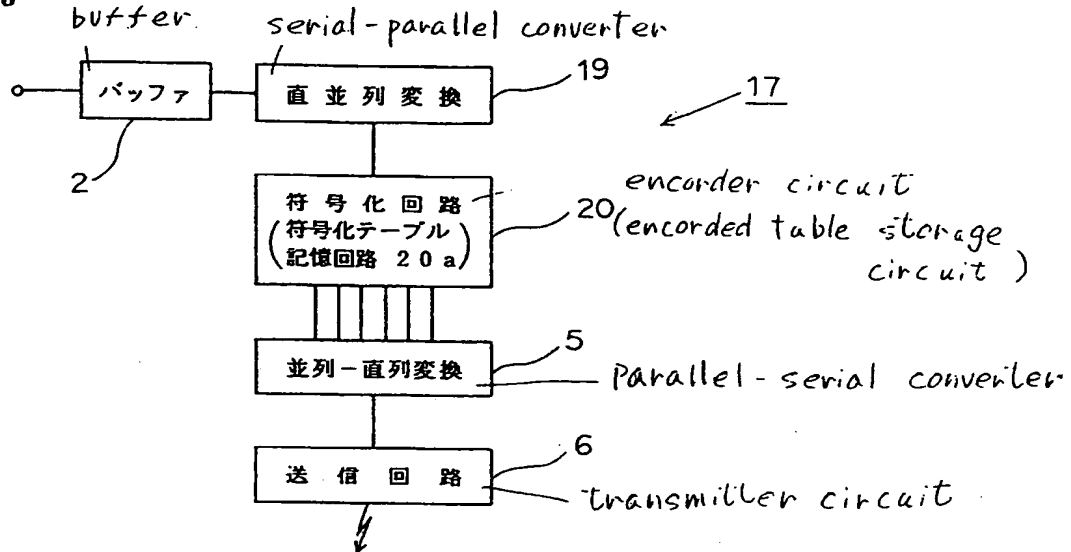 buffer
serial-parallel converter
バッファ
直並列変換
19
17
2
符号化回路
(符号化テーブル
記憶回路 20a)
encorder circuit
20
(encorded table storage
circuit)
並列-直列変換
5
parallel-serial converter
送信回路
6
transmitter circuit